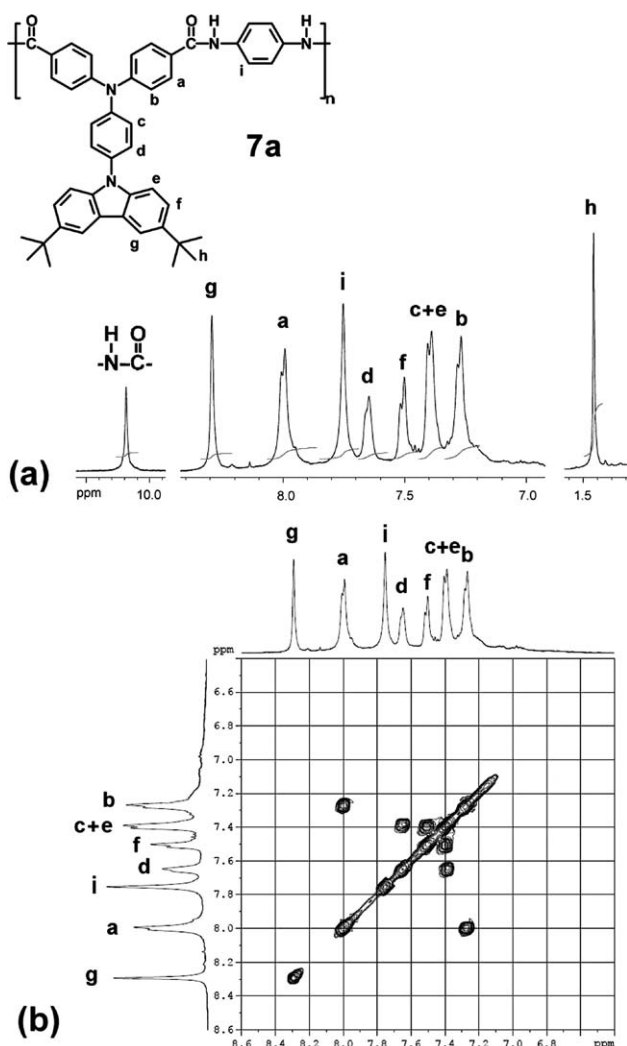 O
C
O
C
H
N
H
N
n
a
b
i
N
c
d
7a
N
e
f
g
h
h
g
i
c+e
a
b
d
f
H O
-N-C-
(a)
ppm 10.0 8.0 7.5 7.0 1.5
g a i d f c+e b
ppm
6.4
6.6
6.8
7.0
7.2
7.4
7.6
7.8
8.0
8.2
8.4
8.6
b
c+e
f
d
i
a
g
(b)
8.6 8.4 8.2 8.0 7.8 7.6 7.4 7.2 7.0 6.8 ppm